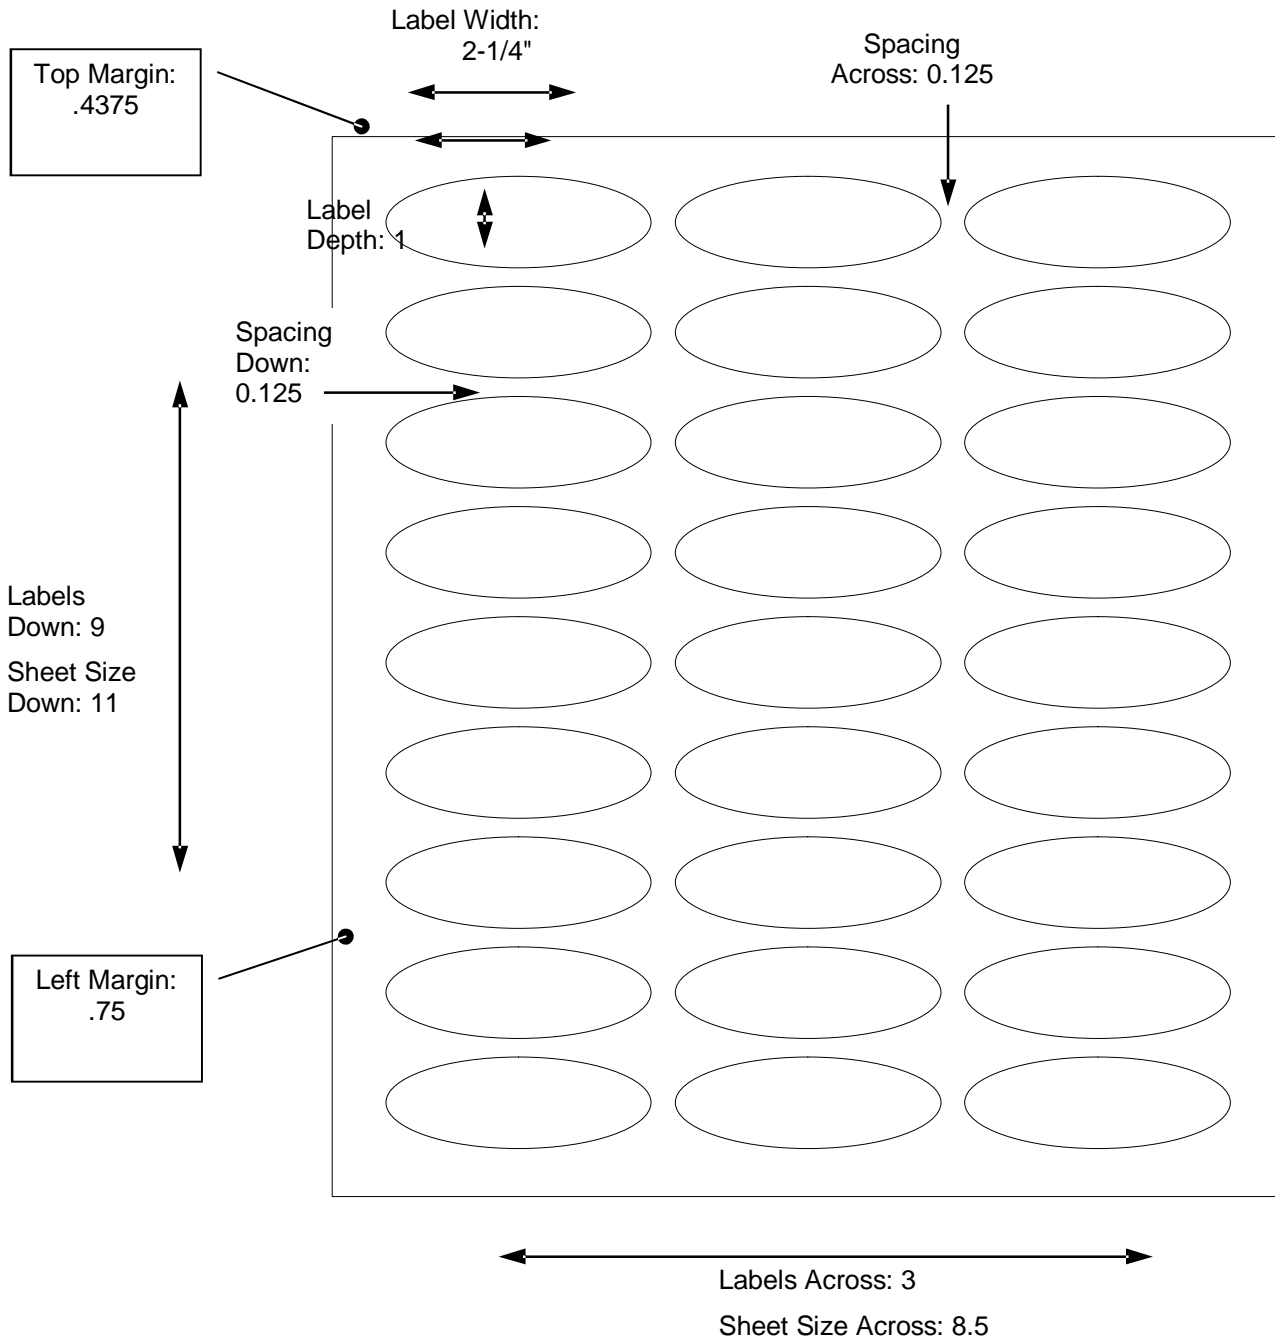 Label Width:
2-1/4"
Spacing
Across: 0.125
Top Margin:
.4375
Label
Depth: 1
Spacing
Down:
0.125
Labels
Down: 9
Sheet Size
Down: 11
Left Margin:
.75
Labels Across: 3
Sheet Size Across: 8.5